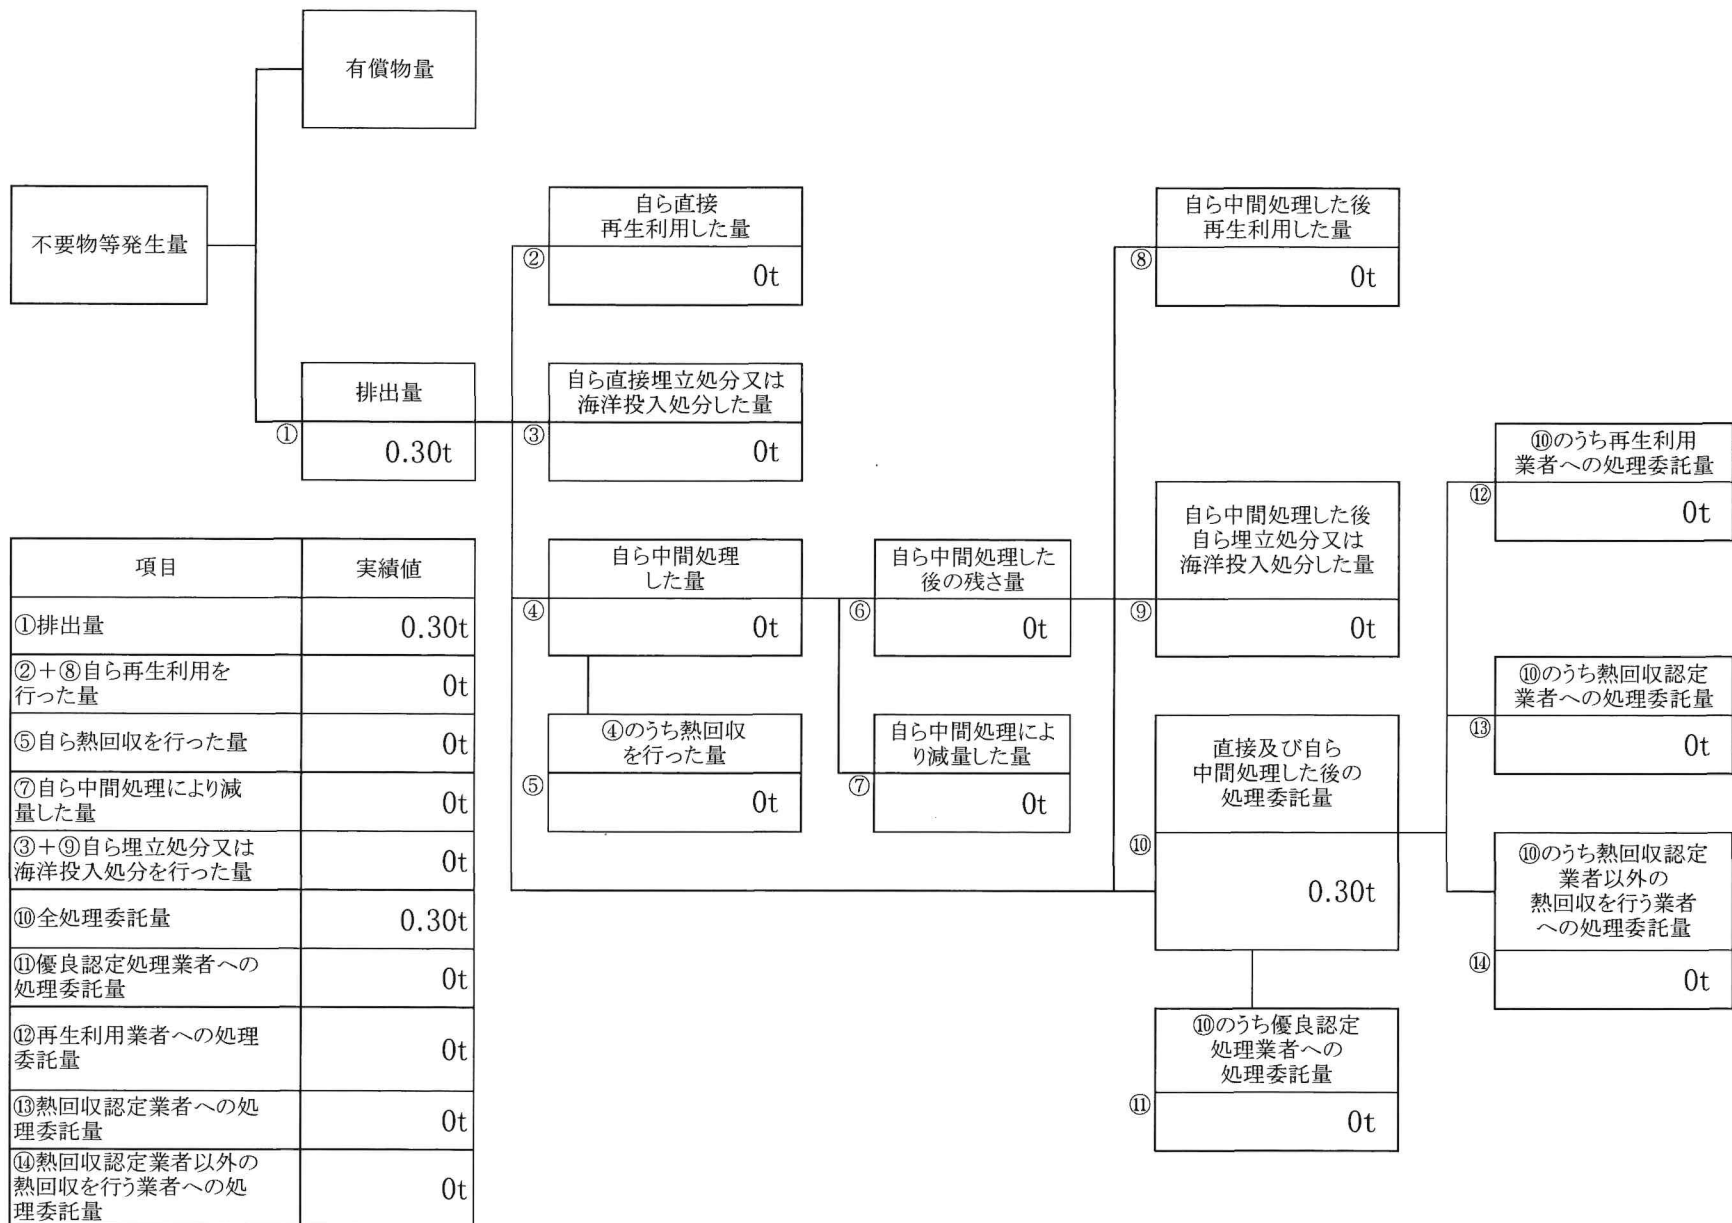 有償物量
不要物等発生量
排出量
①
0.30t
自ら直接
再生利用した量
②
0t
自ら直接埋立処分又は
海洋投入処分した量
③
0t
自ら中間処理
した量
④
0t
④のうち熱回収
を行った量
⑤
0t
自ら中間処理した
後の残さ量
⑥
0t
自ら中間処理によ
り減量した量
⑦
0t
自ら中間処理した後
再生利用した量
⑧
0t
自ら中間処理した後
自ら埋立処分又は
海洋投入処分した量
⑨
0t
直接及び自ら
中間処理した後の
処理委託量
⑩
0.30t
⑩のうち優良認定
処理業者への
処理委託量
⑪
0t
⑩のうち再生利用
業者への処理委託量
⑫
0t
⑩のうち熱回収認定
業者への処理委託量
⑬
0t
⑩のうち熱回収認定
業者以外の
熱回収を行う業者
への処理委託量
⑭
0t
項目 実績値
①排出量 0.30t
②+⑧自ら再生利用を
行った量 0t
⑤自ら熱回収を行った量 0t
⑦自ら中間処理により減
量した量 0t
③+⑨自ら埋立処分又は
海洋投入処分を行った量 0t
⑩全処理委託量 0.30t
⑪優良認定処理業者への
処理委託量 0t
⑫再生利用業者への処理
委託量 0t
⑬熱回収認定業者への処
理委託量 0t
⑭熱回収認定業者以外の
熱回収を行う業者への処
理委託量 0t